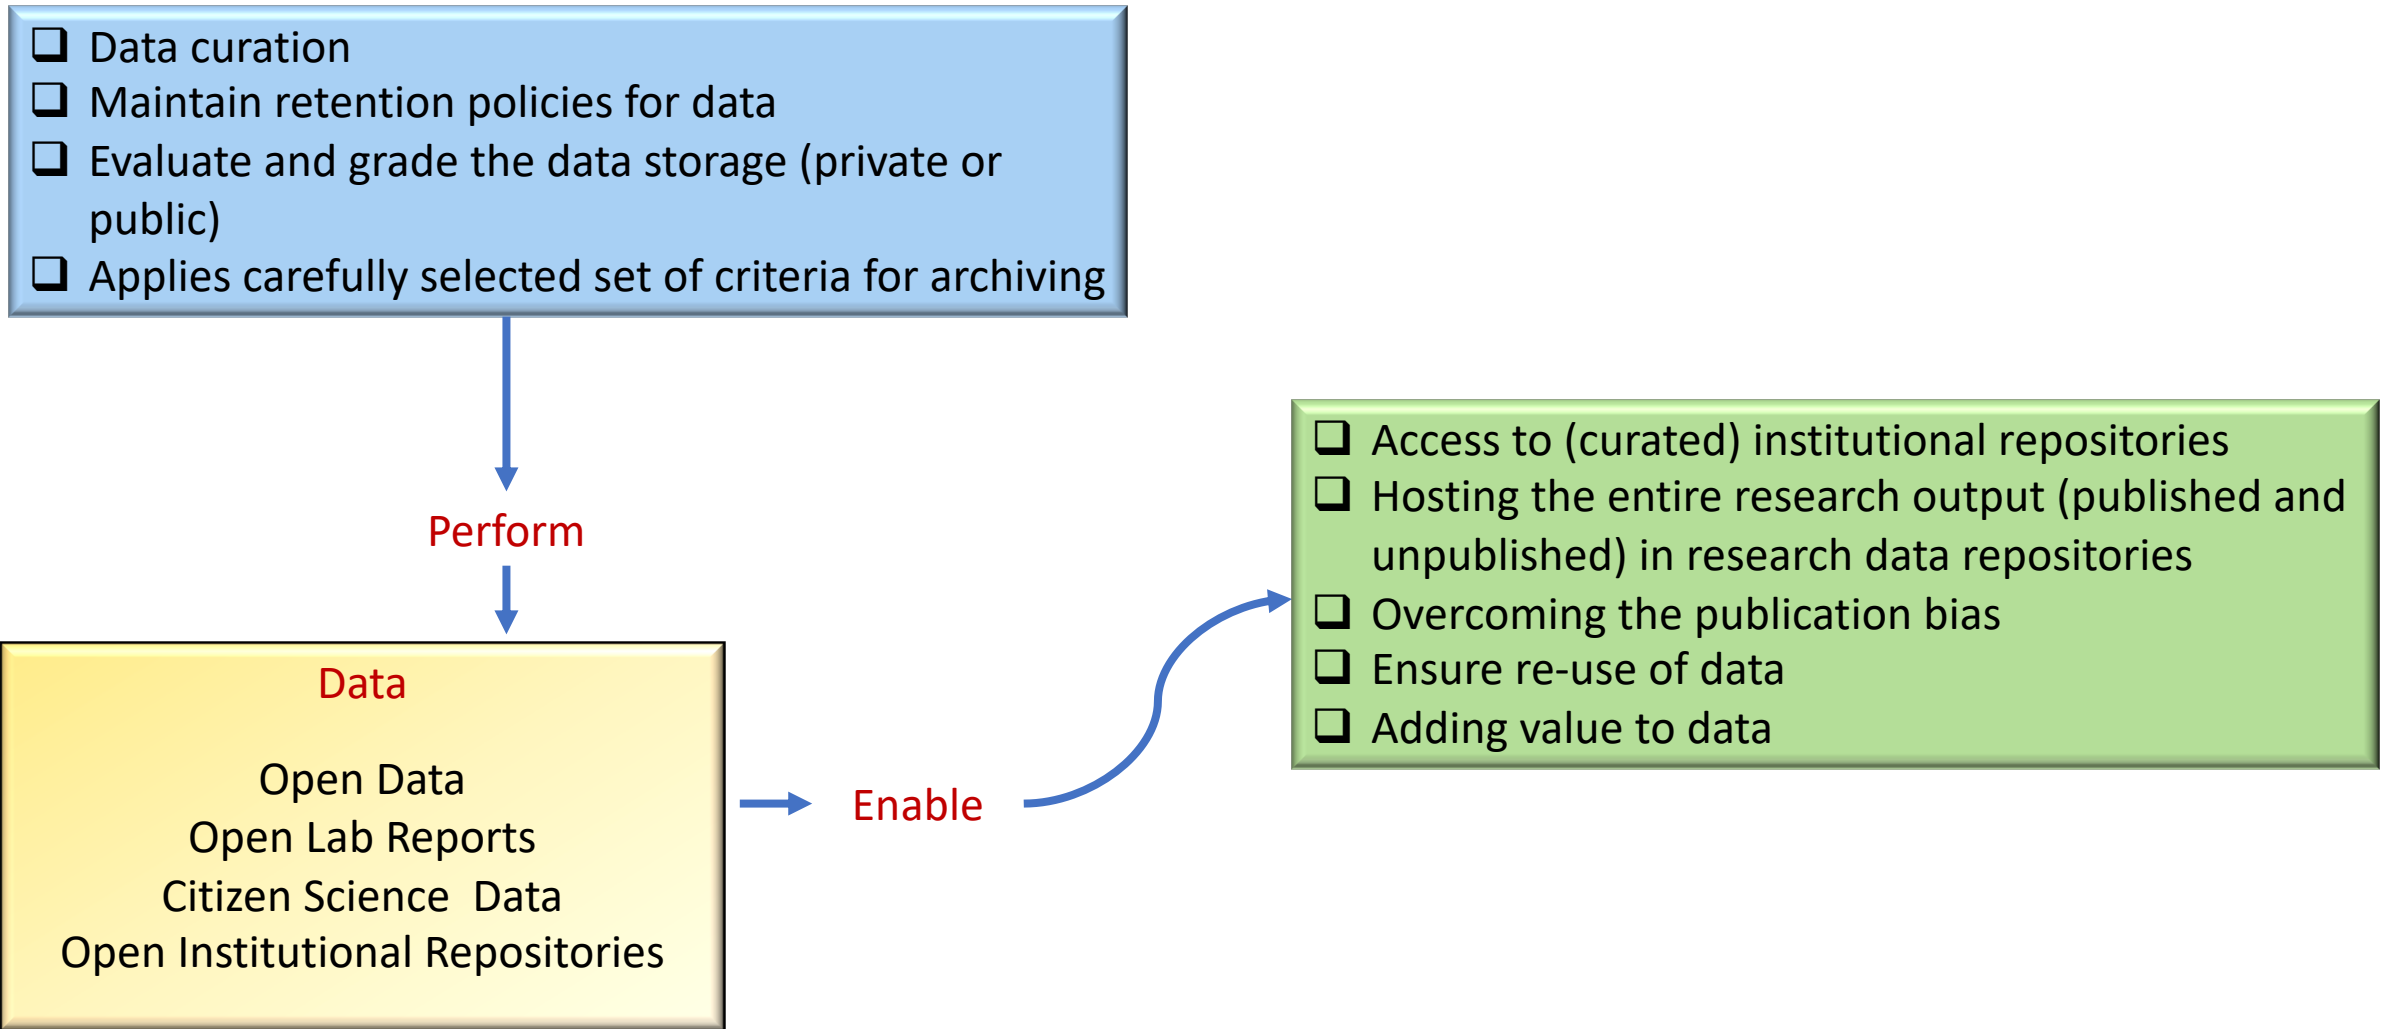 ❑ Data curation
❑ Maintain retention policies for data
❑ Evaluate and grade the data storage (private or
public)
❑ Applies carefully selected set of criteria for archiving
Perform
Data
Open Data
Open Lab Reports
Citizen Science  Data
Open Institutional Repositories
Enable
❑ Access to (curated) institutional repositories
❑ Hosting the entire research output (published and
unpublished) in research data repositories
❑ Overcoming the publication bias
❑ Ensure re-use of data
❑ Adding value to data